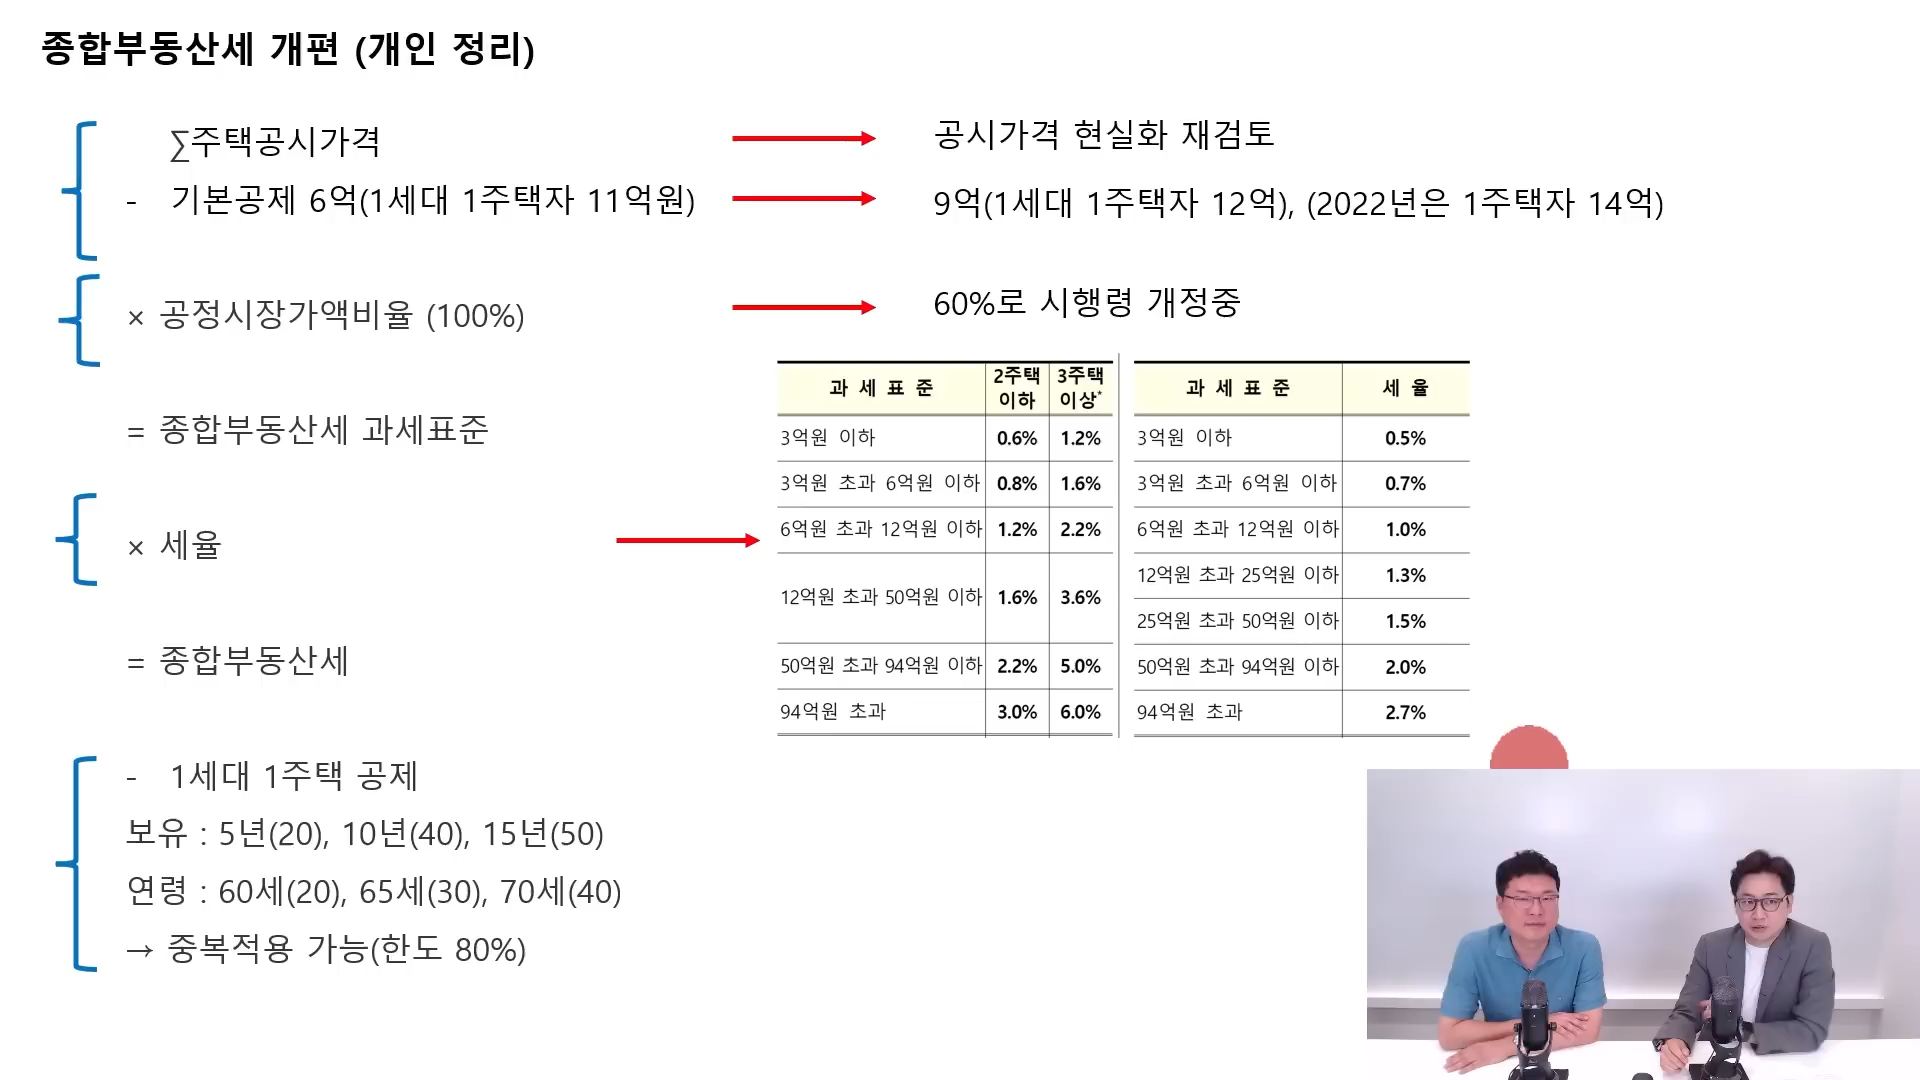 종합부동산세 개편 (개인 정리)
∑주택공시가격
공시가격 현실화 재검토
- 기본공제 6억(1세대 1주택자 11억원)
9억(1세대 1주택자 12억), (2022년은 1주택자 14억)
× 공정시장가액비율 (100%)
60%로 시행령 개정중
= 종합부동산세 과세표준
× 세율
= 종합부동산세
과 세 표 준 2주택 이하 3주택 이상*
3억원 이하 0.6% 1.2%
3억원 초과 6억원 이하 0.8% 1.6%
6억원 초과 12억원 이하 1.2% 2.2%
12억원 초과 50억원 이하 1.6% 3.6%
50억원 초과 94억원 이하 2.2% 5.0%
94억원 초과 3.0% 6.0%
과 세 표 준 세 율
3억원 이하 0.5%
3억원 초과 6억원 이하 0.7%
6억원 초과 12억원 이하 1.0%
12억원 초과 25억원 이하 1.3%
25억원 초과 50억원 이하 1.5%
50억원 초과 94억원 이하 2.0%
94억원 초과 2.7%
- 1세대 1주택 공제
보유 : 5년(20), 10년(40), 15년(50)
연령 : 60세(20), 65세(30), 70세(40)
→ 중복적용 가능(한도 80%)